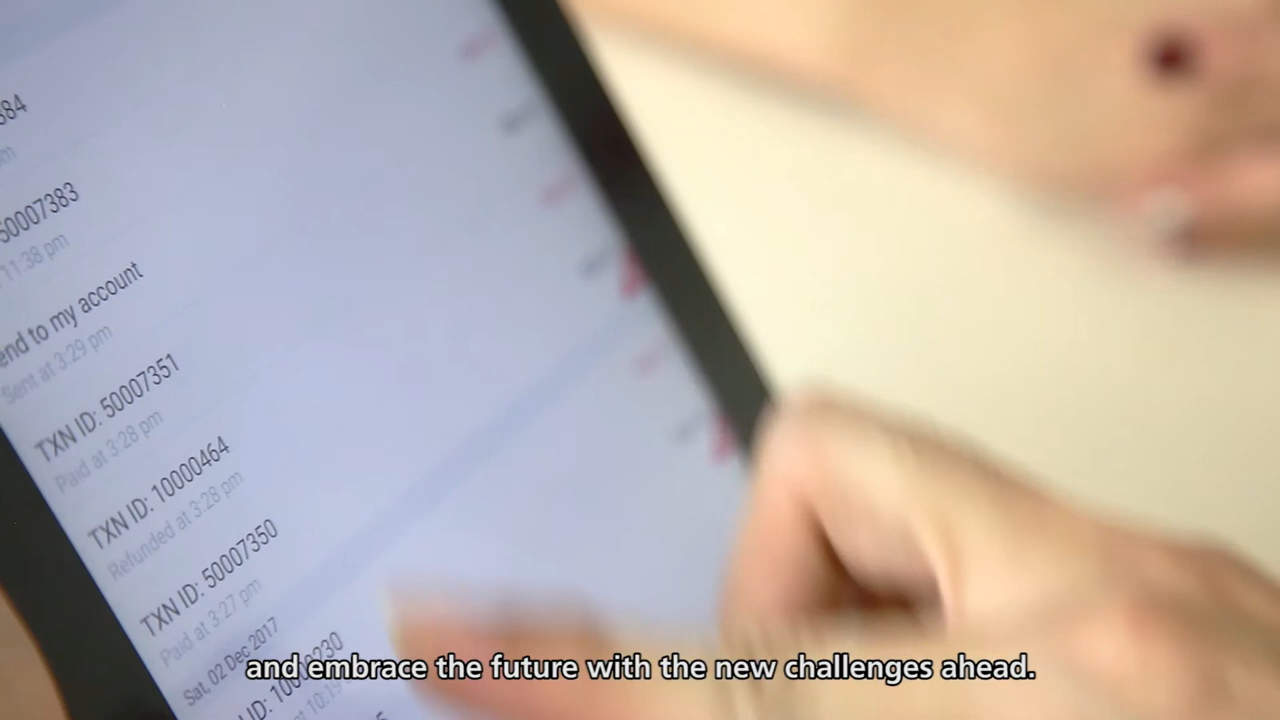 384
pm
50007383
11:38 pm
end to my account
Sent at 3:29 pm
TXN ID: 50007351
Paid at 3:28 pm
TXN ID: 10000464
Refunded at 3:28 pm
TXN ID: 50007350
Paid at 3:27 pm
Sat, 02 Dec 2017
ID:
and embrace the future with the new challenges ahead.